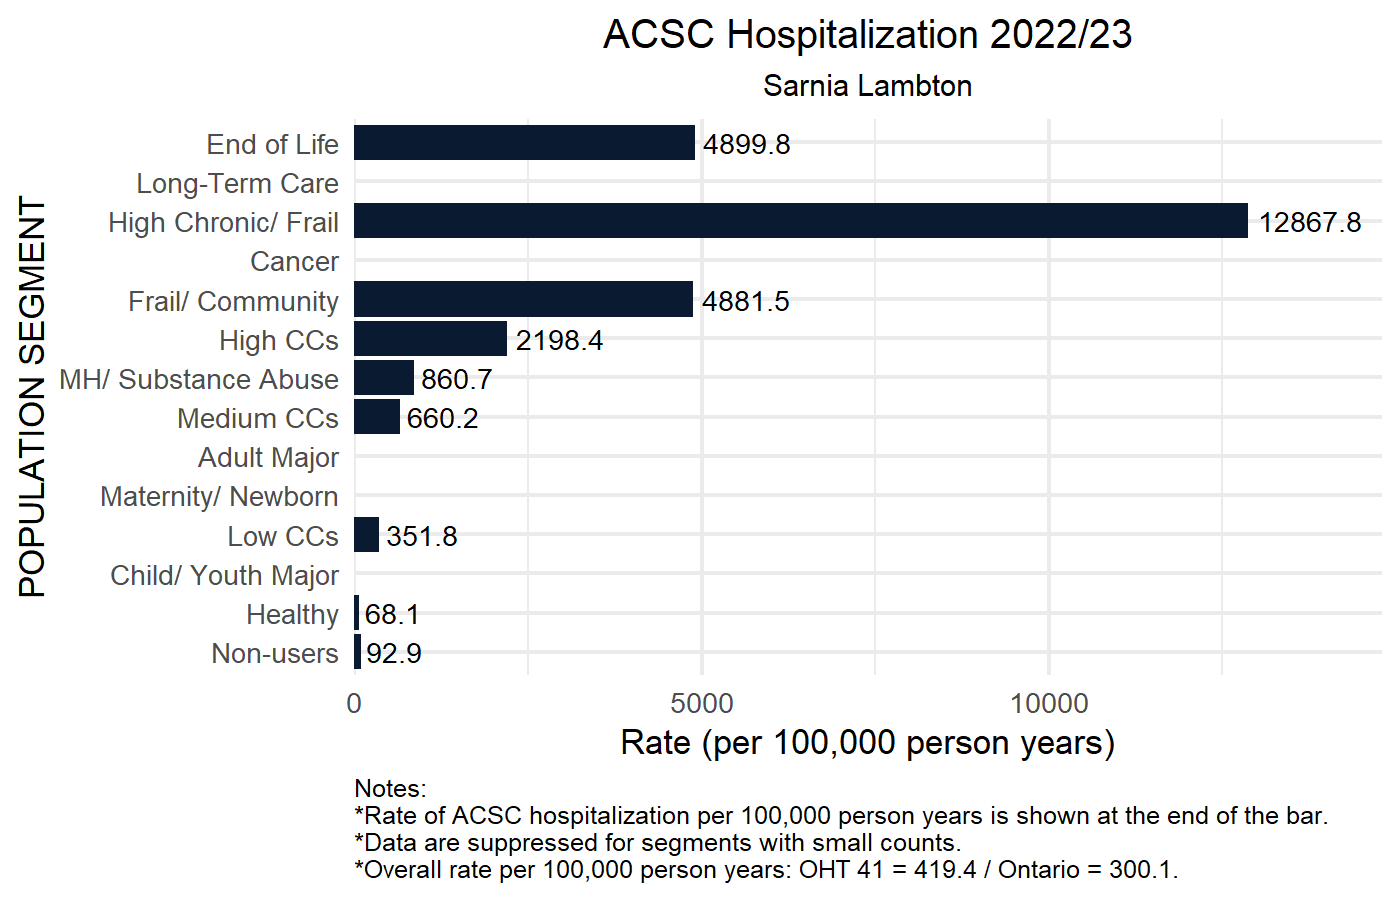 ACSC Hospitalization 2022/23
Sarnia Lambton
POPULATION SEGMENT
End of Life 4899.8
Long-Term Care
High Chronic/ Frail 12867.8
Cancer
Frail/ Community 4881.5
High CCs 2198.4
MH/ Substance Abuse 860.7
Medium CCs 660.2
Adult Major
Maternity/ Newborn
Low CCs 351.8
Child/ Youth Major
Healthy 68.1
Non-users 92.9
0 5000 10000
Rate (per 100,000 person years)
Notes:
*Rate of ACSC hospitalization per 100,000 person years is shown at the end of the bar.
*Data are suppressed for segments with small counts.
*Overall rate per 100,000 person years: OHT 41 = 419.4 / Ontario = 300.1.